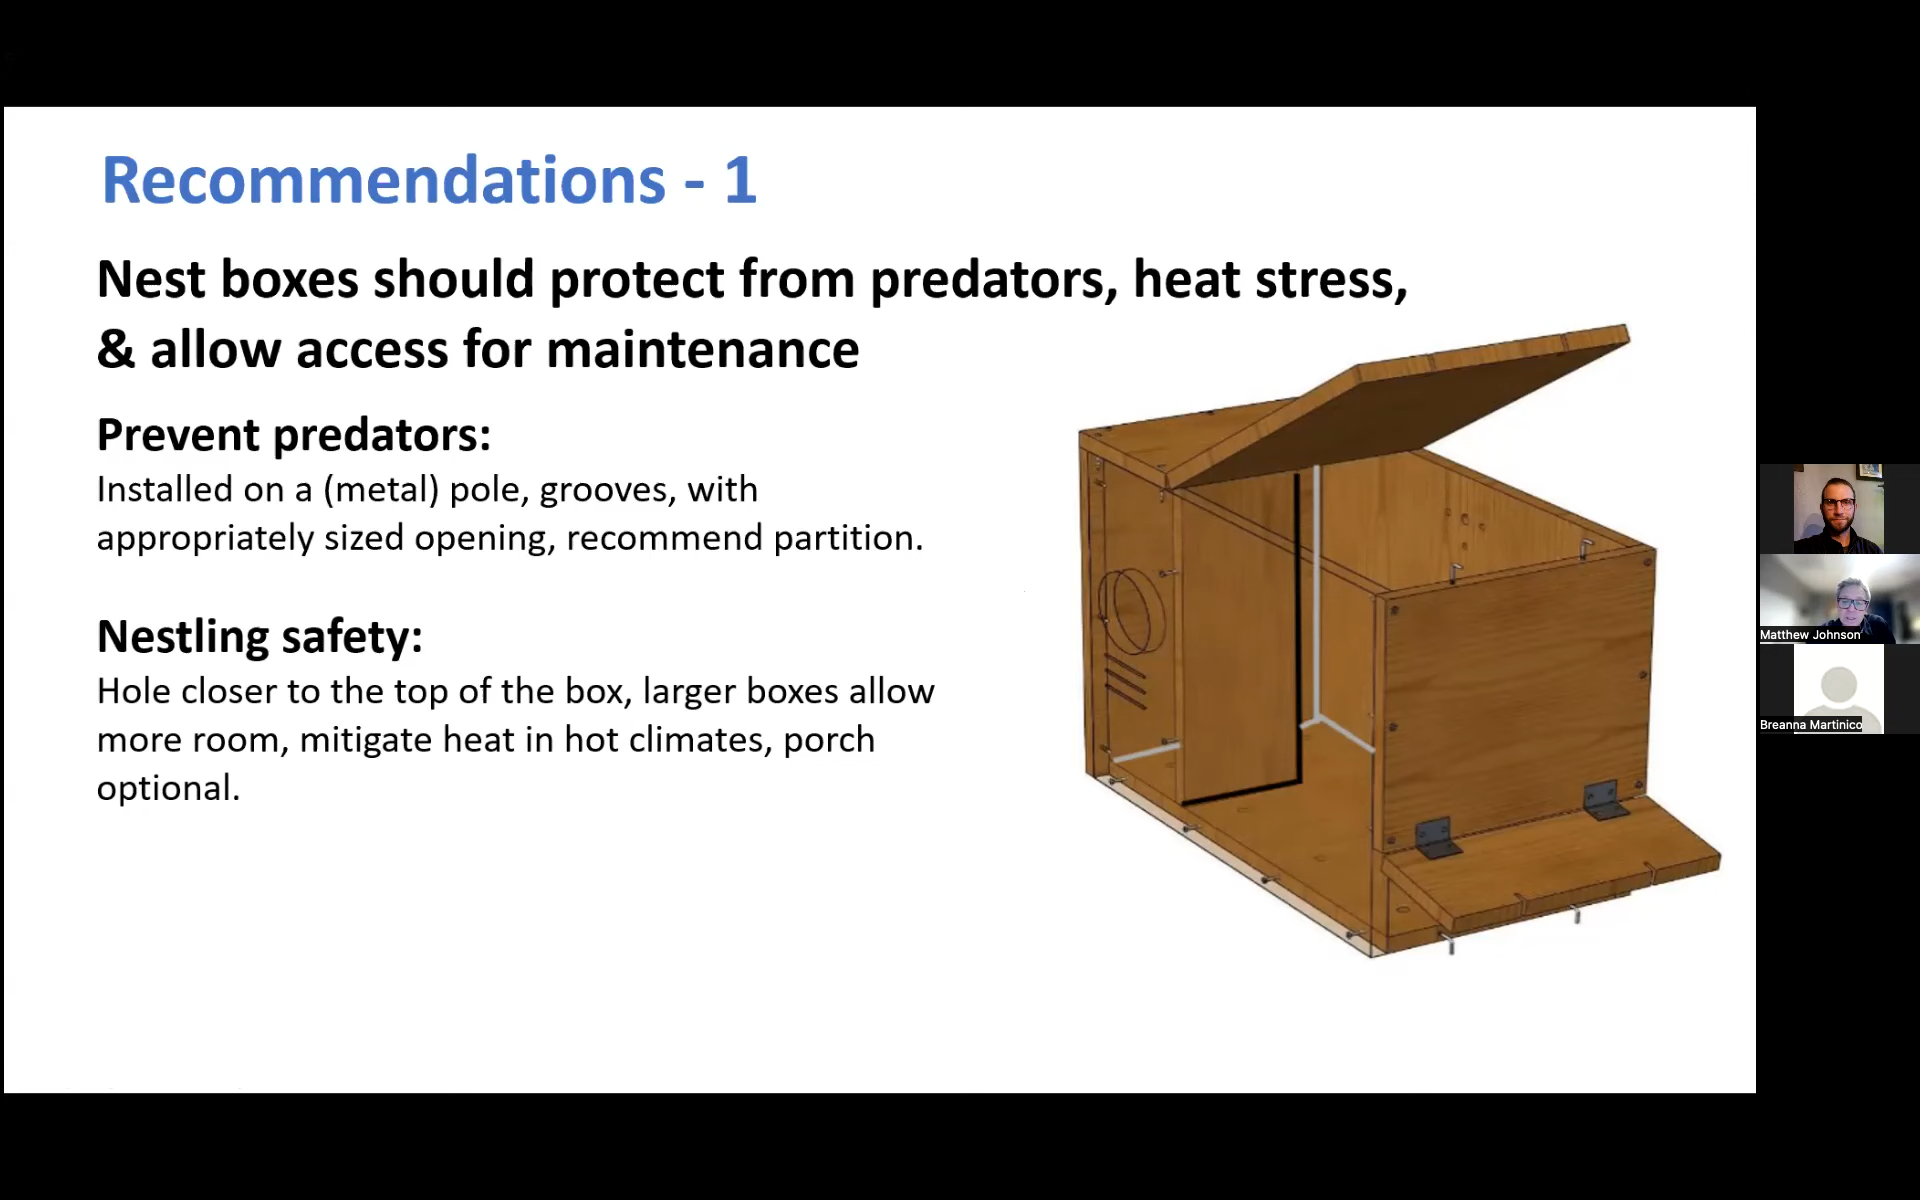 Recommendations - 1
Nest boxes should protect from predators, heat stress,
& allow access for maintenance
Prevent predators:
Installed on a (metal) pole, grooves, with
appropriately sized opening, recommend partition.
Nestling safety:
Hole closer to the top of the box, larger boxes allow
more room, mitigate heat in hot climates, porch
optional.
Matthew Johnson
Breanna Martinico